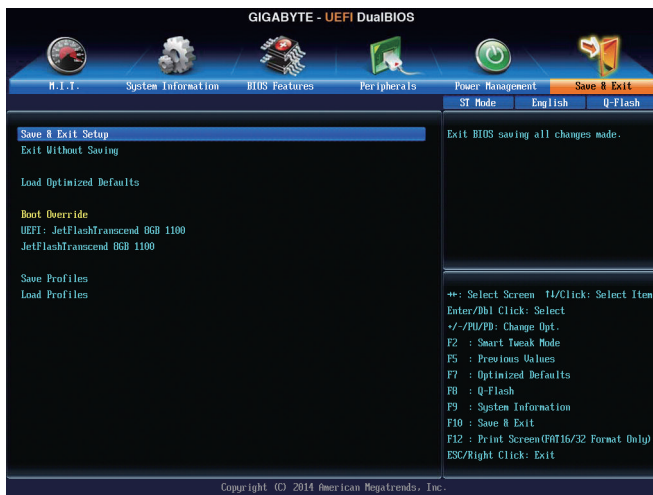 GIGABYTE - UEFI DualBIOS
M.I.T.
System Information
BIOS Features
Peripherals
Power Management
Save & Exit
ST Mode
English
Q-Flash
Save & Exit Setup
Exit Without Saving
Load Optimized Defaults
Boot Override
UEFI: JetFlashTranscend 8GB 1100
JetFlashTranscend 8GB 1100
Save Profiles
Load Profiles
Exit BIOS saving all changes made.
→←: Select Screen ↑↓/Click: Select Item
Enter/Dbl Click: Select
+/-/PU/PD: Change Opt.
F2 : Smart Tweak Mode
F5 : Previous Values
F7 : Optimized Defaults
F8 : Q-Flash
F9 : System Information
F10 : Save & Exit
F12 : Print Screen(FAT16/32 Format Only)
ESC/Right Click: Exit
Copyright (C) 2014 American Megatrends, Inc.